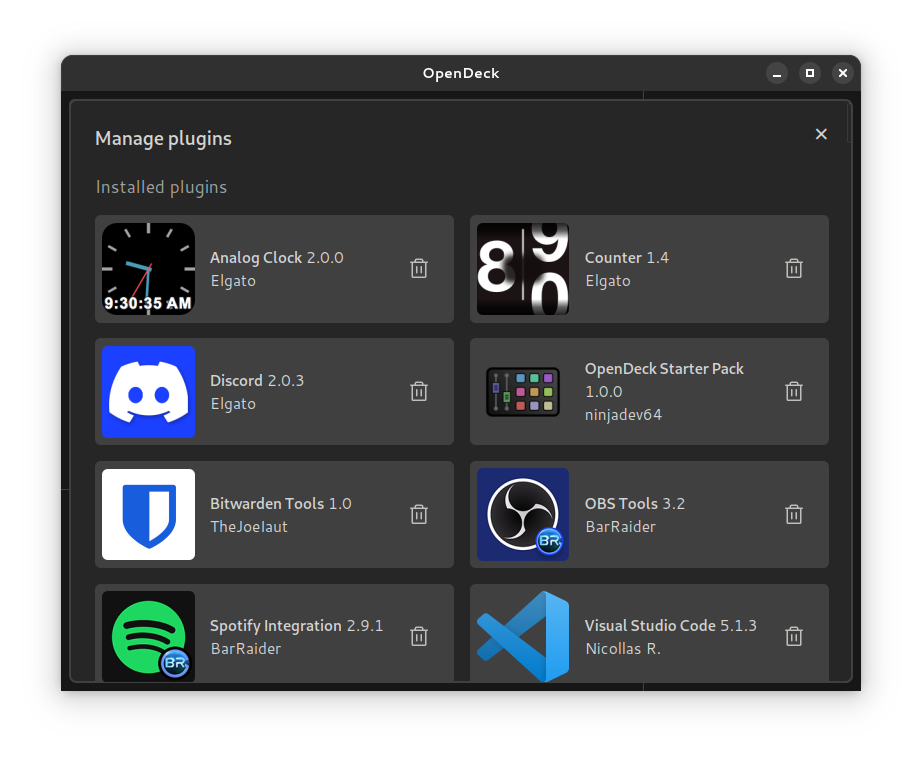 OpenDeck
Manage plugins
Installed plugins
9:30:35 AM
Analog Clock 2.0.0
Elgato
8 9 0
Counter 1.4
Elgato
Discord 2.0.3
Elgato
OpenDeck Starter Pack
1.0.0
ninjadev64
Bitwarden Tools 1.0
TheJoelaut
BR
OBS Tools 3.2
BarRaider
BR
Spotify Integration 2.9.1
BarRaider
Visual Studio Code 5.1.3
Nicollas R.